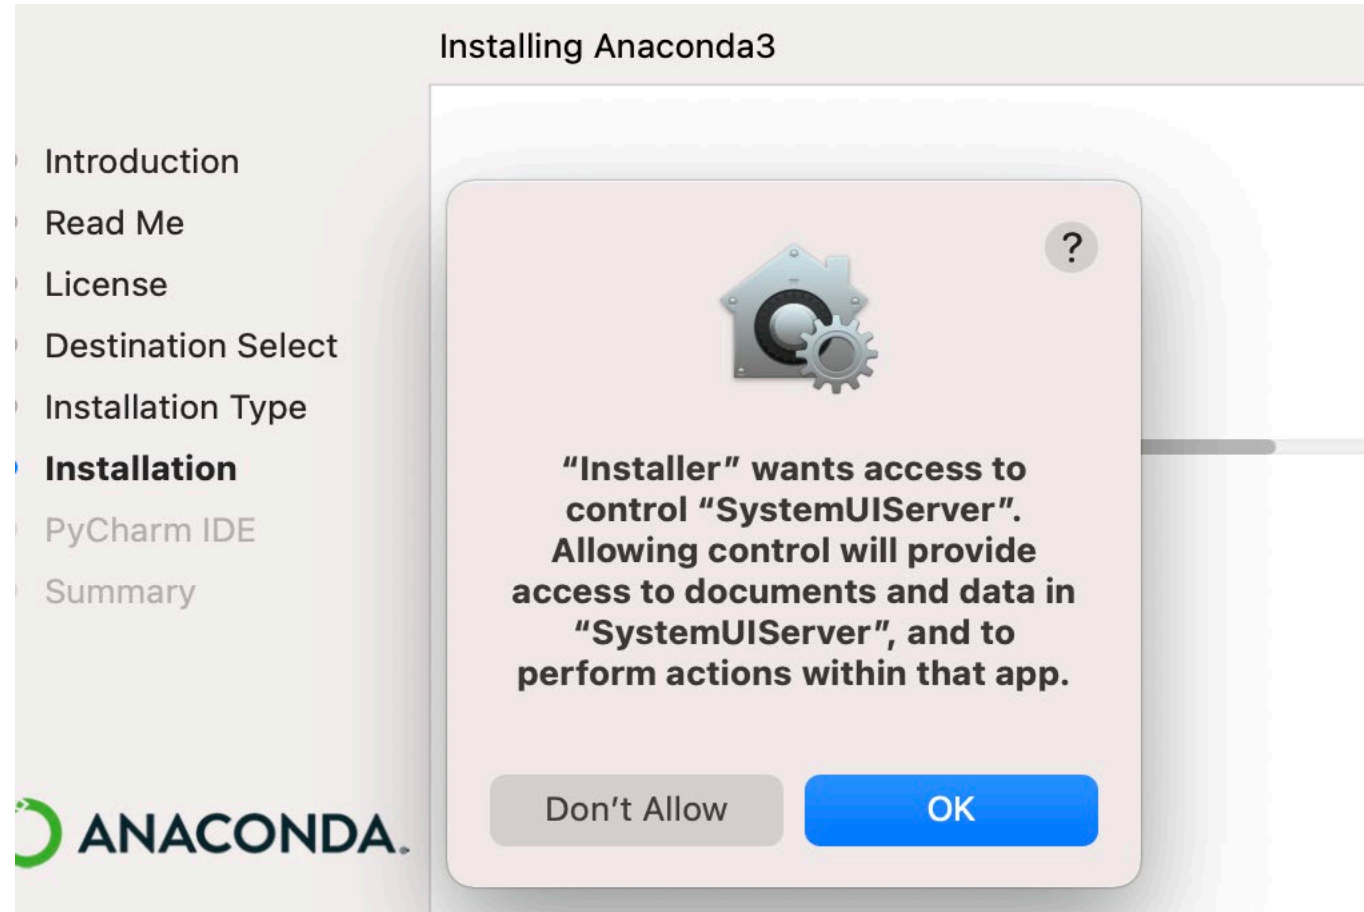 Installing Anaconda3
Introduction
Read Me
License
Destination Select
Installation Type
Installation
PyCharm IDE
Summary
ANACONDA.
?
“Installer” wants access to
control “SystemUIServer”.
Allowing control will provide
access to documents and data in
“SystemUIServer”, and to
perform actions within that app.
Don’t Allow
OK